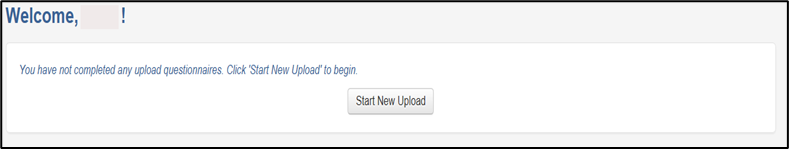 Welcome, !
You have not completed any upload questionnaires. Click 'Start New Upload' to begin.
Start New Upload